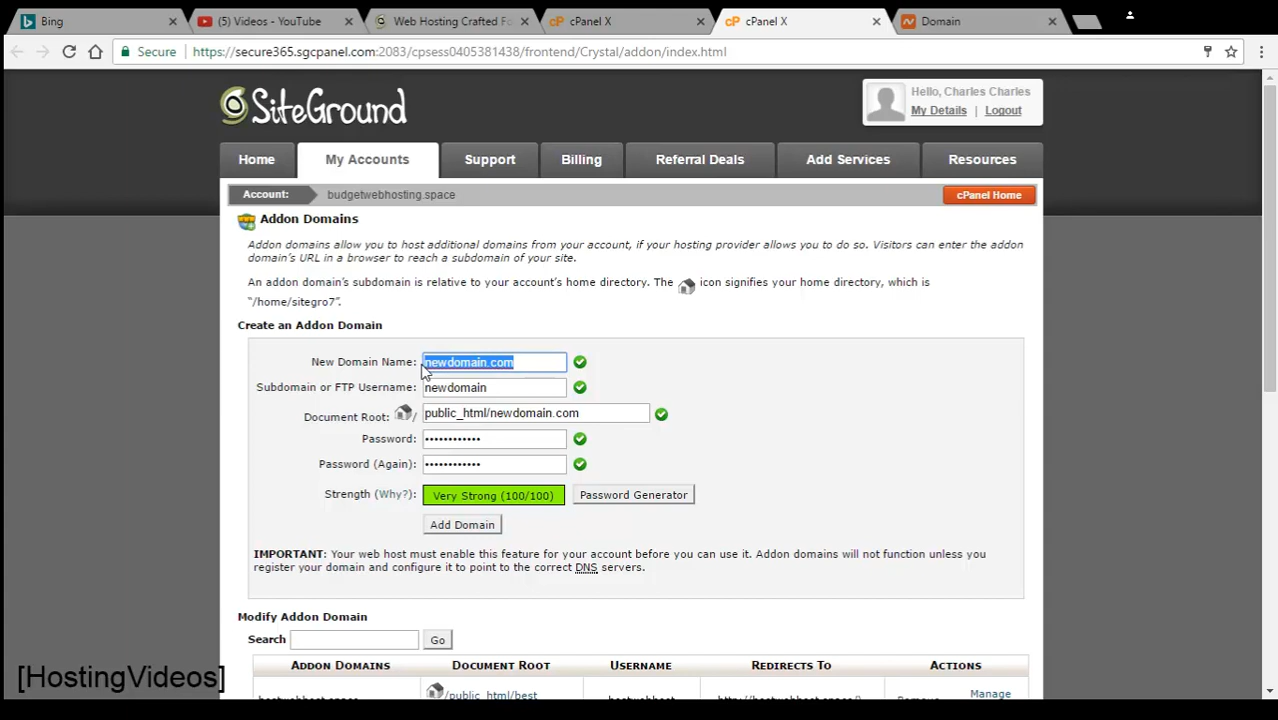 Bing
(5) Videos - YouTube
Web Hosting Crafted Fo
cPanel X
cPanel X
Domain
Secure
https://secure365.sgcpanel.com:2083/cpsess0405381438/frontend/Crystal/addon/index.html
SiteGround
Hello, Charles Charles
My Details | Logout
Home
My Accounts
Support
Billing
Referral Deals
Add Services
Resources
Account:
budgetwebhosting.space
cPanel Home
Addon Domains
Addon domains allow you to host additional domains from your account, if your hosting provider allows you to do so. Visitors can enter the addon
domain's URL in a browser to reach a subdomain of your site.
An addon domain's subdomain is relative to your account's home directory. The icon signifies your home directory, which is
"/home/sitegro7".
Create an Addon Domain
New Domain Name: newdomain.com
Subdomain or FTP Username: newdomain
Document Root: / public_html/newdomain.com
Password: ••••••••••••
Password (Again): ••••••••••••
Strength (Why?): Very Strong (100/100) Password Generator
Add Domain
IMPORTANT: Your web host must enable this feature for your account before you can use it. Addon domains will not function unless you
register your domain and configure it to point to the correct DNS servers.
Modify Addon Domain
Search Go
ADDON DOMAINS DOCUMENT ROOT USERNAME REDIRECTS TO ACTIONS
/public_html/best
Manage
[HostingVideos]